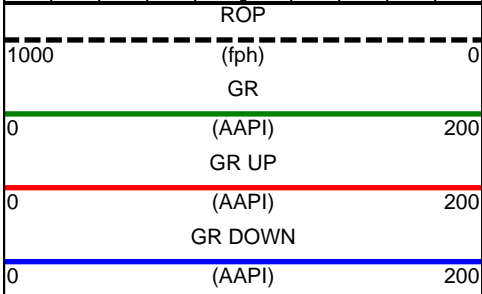 ROP
1000 (fph) 0
GR
0 (AAPI) 200
GR UP
0 (AAPI) 200
GR DOWN
0 (AAPI) 200